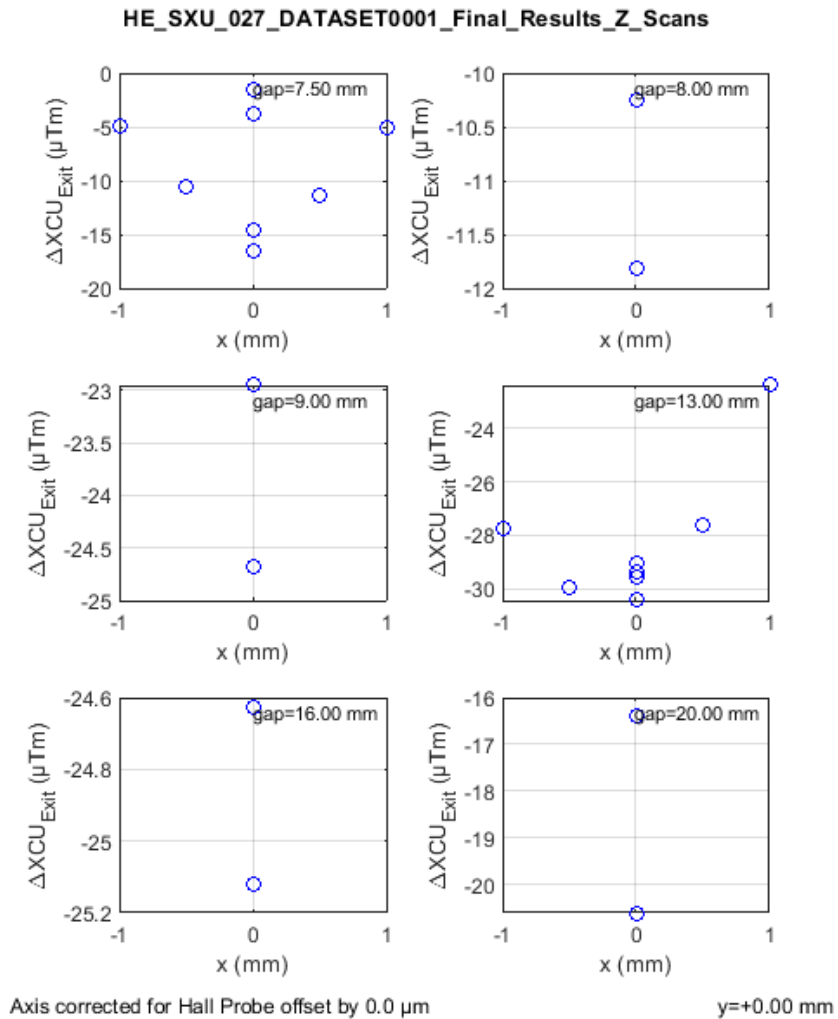 HE_SXU_027_DATASET0001_Final_Results_Z_Scans
0
-5
-10
-15
-20
ΔXCU_Exit (µTm)
gap=7.50 mm
-1 0 1
x (mm)
-10
-10.5
-11
-11.5
-12
ΔXCU_Exit (µTm)
gap=8.00 mm
-1 0 1
x (mm)
-23
-23.5
-24
-24.5
-25
ΔXCU_Exit (µTm)
gap=9.00 mm
-1 0 1
x (mm)
-24
-26
-28
-30
ΔXCU_Exit (µTm)
gap=13.00 mm
-1 0 1
x (mm)
-24.6
-24.8
-25
-25.2
ΔXCU_Exit (µTm)
gap=16.00 mm
-1 0 1
x (mm)
-16
-17
-18
-19
-20
ΔXCU_Exit (µTm)
gap=20.00 mm
-1 0 1
x (mm)
Axis corrected for Hall Probe offset by 0.0 µm
y=+0.00 mm